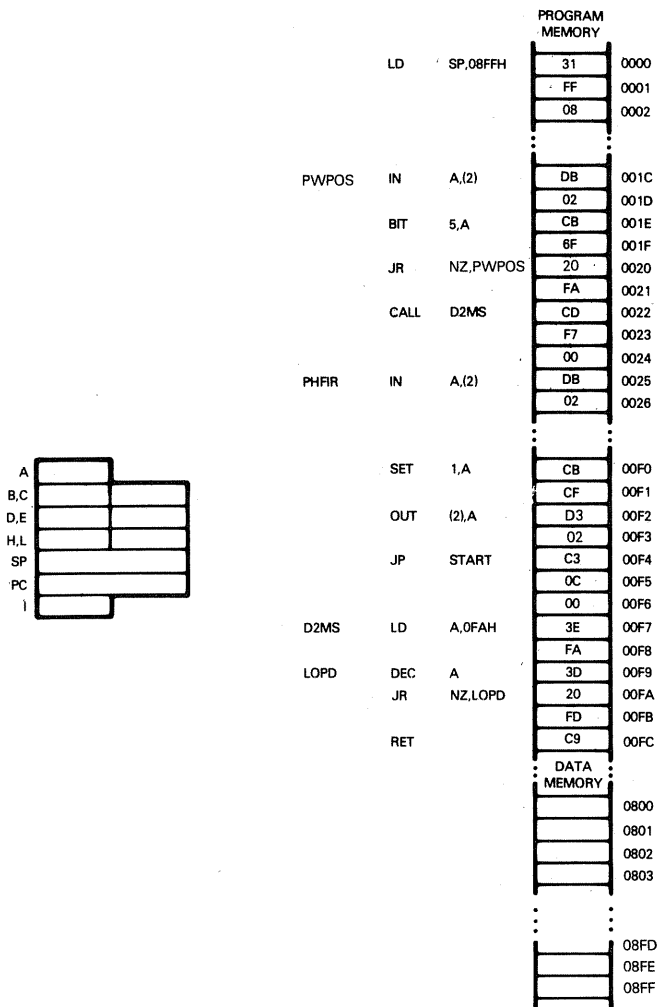 PROGRAM
MEMORY
LD SP,08FFH 31 0000
FF 0001
08 0002
PWPOS IN A,(2) DB 001C
02 001D
BIT 5,A CB 001E
6F 001F
JR NZ,PWPOS 20 0020
FA 0021
CALL D2MS CD 0022
F7 0023
00 0024
PHFIR IN A,(2) DB 0025
02 0026
A
B,C
D,E
H,L
SP
PC
I
SET 1,A CB 00F0
CF 00F1
OUT (2),A D3 00F2
02 00F3
JP START C3 00F4
0C 00F5
00 00F6
D2MS LD A,0FAH 3E 00F7
FA 00F8
LOPD DEC A 3D 00F9
JR NZ,LOPD 20 00FA
FD 00FB
RET C9 00FC
DATA
MEMORY
0800
0801
0802
0803
08FD
08FE
08FF